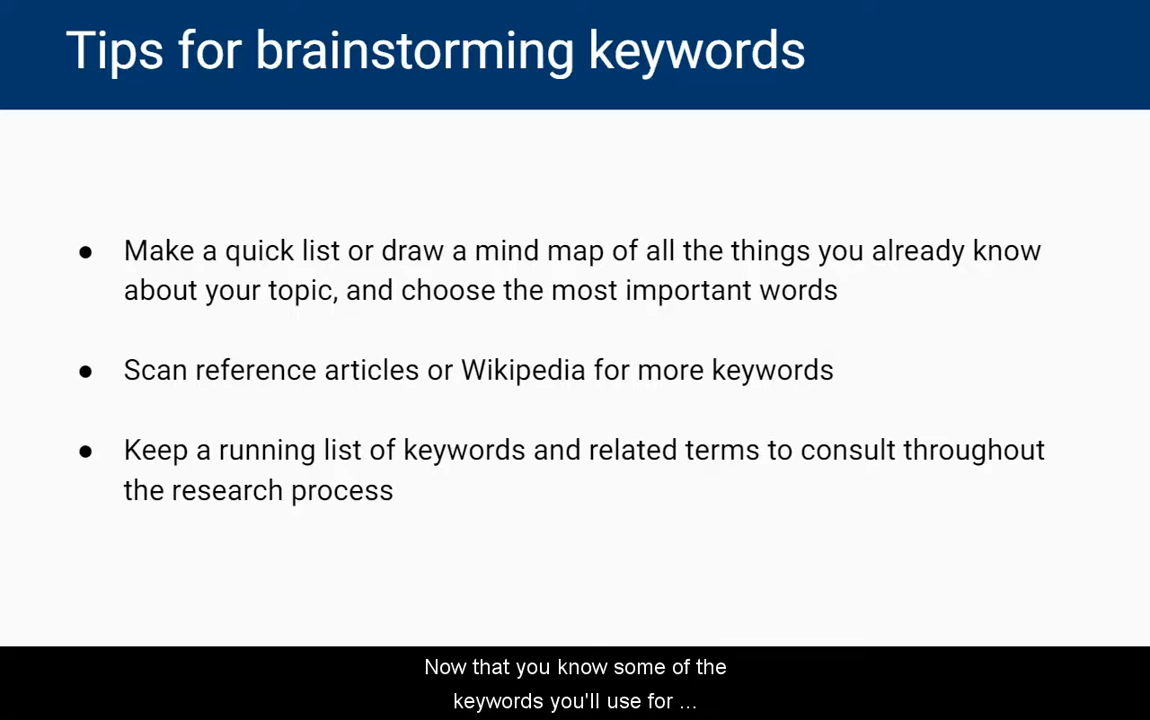 Tips for brainstorming keywords
● Make a quick list or draw a mind map of all the things you already know
about your topic, and choose the most important words
● Scan reference articles or Wikipedia for more keywords
● Keep a running list of keywords and related terms to consult throughout
the research process
Now that you know some of the
keywords you'll use for ...